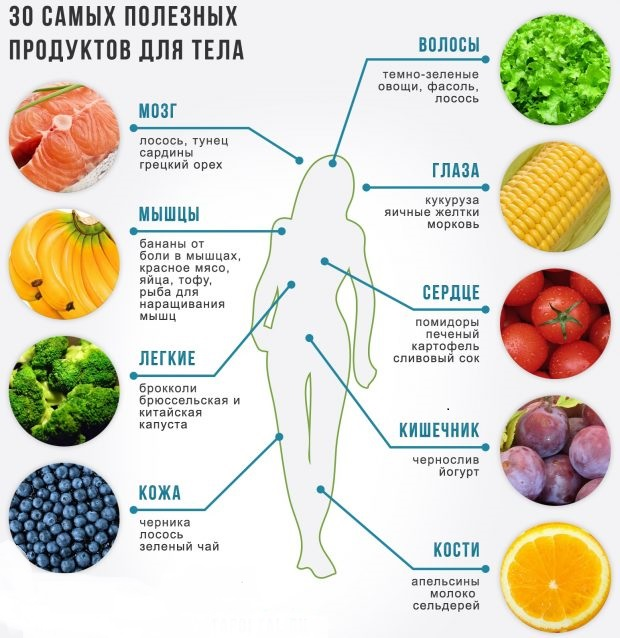 30 САМЫХ ПОЛЕЗНЫХ
ПРОДУКТОВ ДЛЯ ТЕЛА
МОЗГ
лосось, тунец
сардины
грецкий орех
МЫШЦЫ
бананы от
боли в мышцах,
красное мясо,
яйца, тофу,
рыба для
наращивания
мышц
ЛЕГКИЕ
брокколи
брюссельская и
китайская
капуста
КОЖА
черника
лосось
зеленый чай
ВОЛОСЫ
темно-зеленые
овощи, фасоль,
лосось
ГЛАЗА
кукуруза
яичные желтки
морковь
СЕРДЦЕ
помидоры
печеный
картофель
сливовый сок
КИШЕЧНИК
чернослив
йогурт
КОСТИ
апельсины
молоко
сельдерей